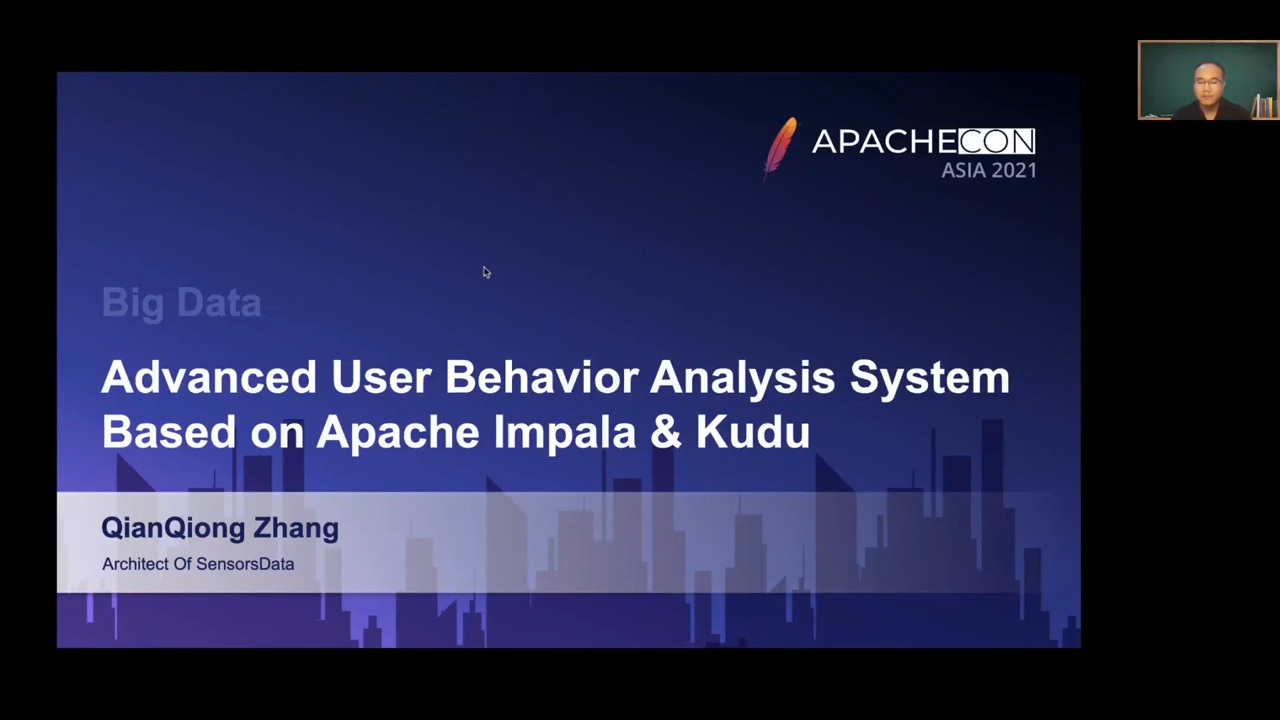 APACHECON
ASIA 2021
Big Data
Advanced User Behavior Analysis System
Based on Apache Impala & Kudu
QianQiong Zhang
Architect Of SensorsData